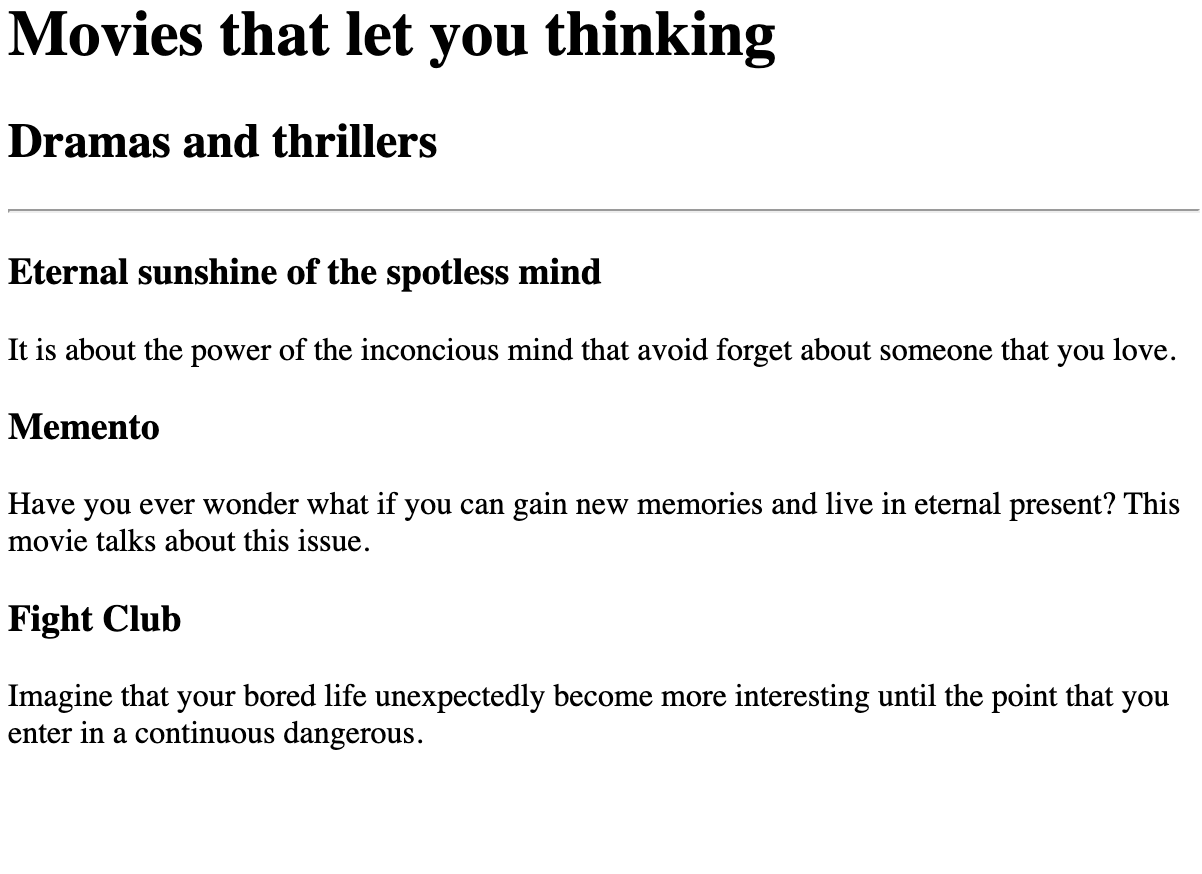 Movies that let you thinking
Dramas and thrillers
Eternal sunshine of the spotless mind
It is about the power of the inconcious mind that avoid forget about someone that you love.
Memento
Have you ever wonder what if you can gain new memories and live in eternal present? This
movie talks about this issue.
Fight Club
Imagine that your bored life unexpectedly become more interesting until the point that you
enter in a continuous dangerous.